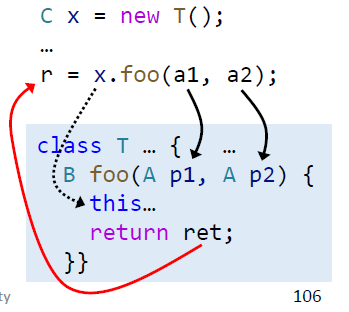 C x = new T();
…
r = x.foo(a1, a2);
class T … { …
B foo(A p1, A p2) {
this…
return ret;
}}
ty 106